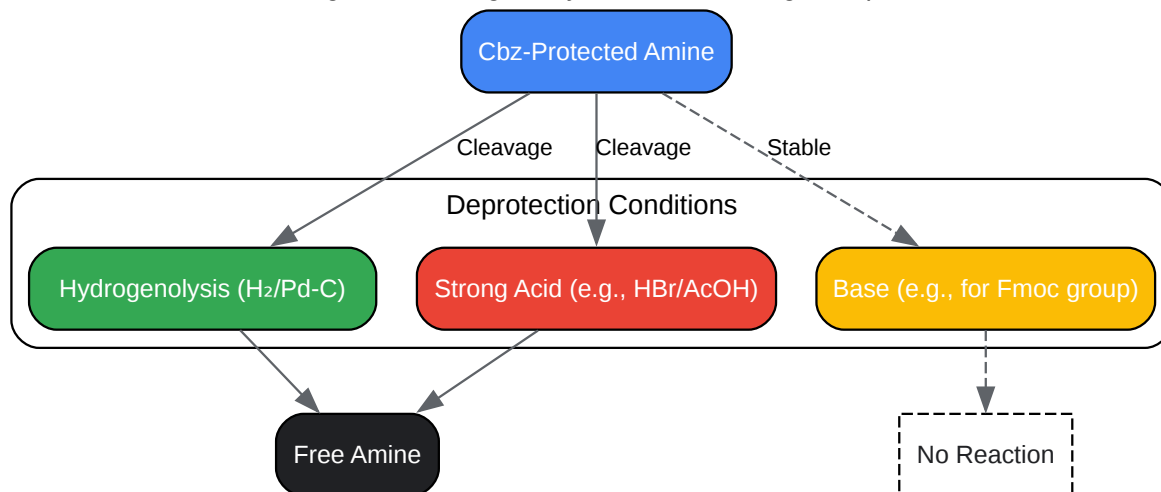 Cbz-Protected Amine
Cleavage
Cleavage
Stable
Deprotection Conditions
Hydrogenolysis (H₂/Pd-C)
Strong Acid (e.g., HBr/AcOH)
Base (e.g., for Fmoc group)
Free Amine
No Reaction